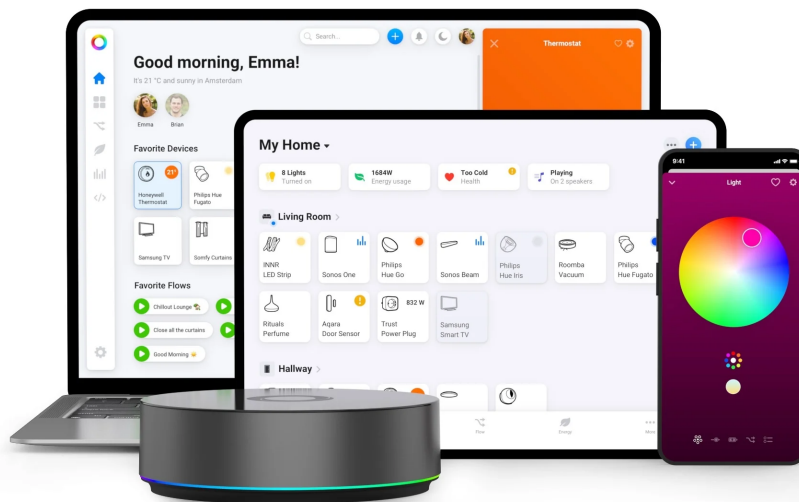 Search...
Good morning, Emma!
It's 21 °C and sunny in Amsterdam
Emma
Brian
Favorite Devices
21°
Honeywell
Thermostat
Philips Hue
Fugato
Samsung TV
Somfy Curtains
Favorite Flows
Chillout Lounge
Close all the curtains
Good Morning
Thermostat
My Home
8 Lights
Turned on
1684W
Energy usage
Too Cold
Health
Playing
On 2 speakers
Living Room
INNR
LED Strip
Sonos One
Philips
Hue Go
Sonos Beam
Philips
Hue Iris
Roomba
Vacuum
Philips
Hue Fugato
Rituals
Perfume
Aqara
Door Sensor
832 W
Trust
Power Plug
Samsung
Smart TV
Hallway
Flow
Energy
More
9:41
Light